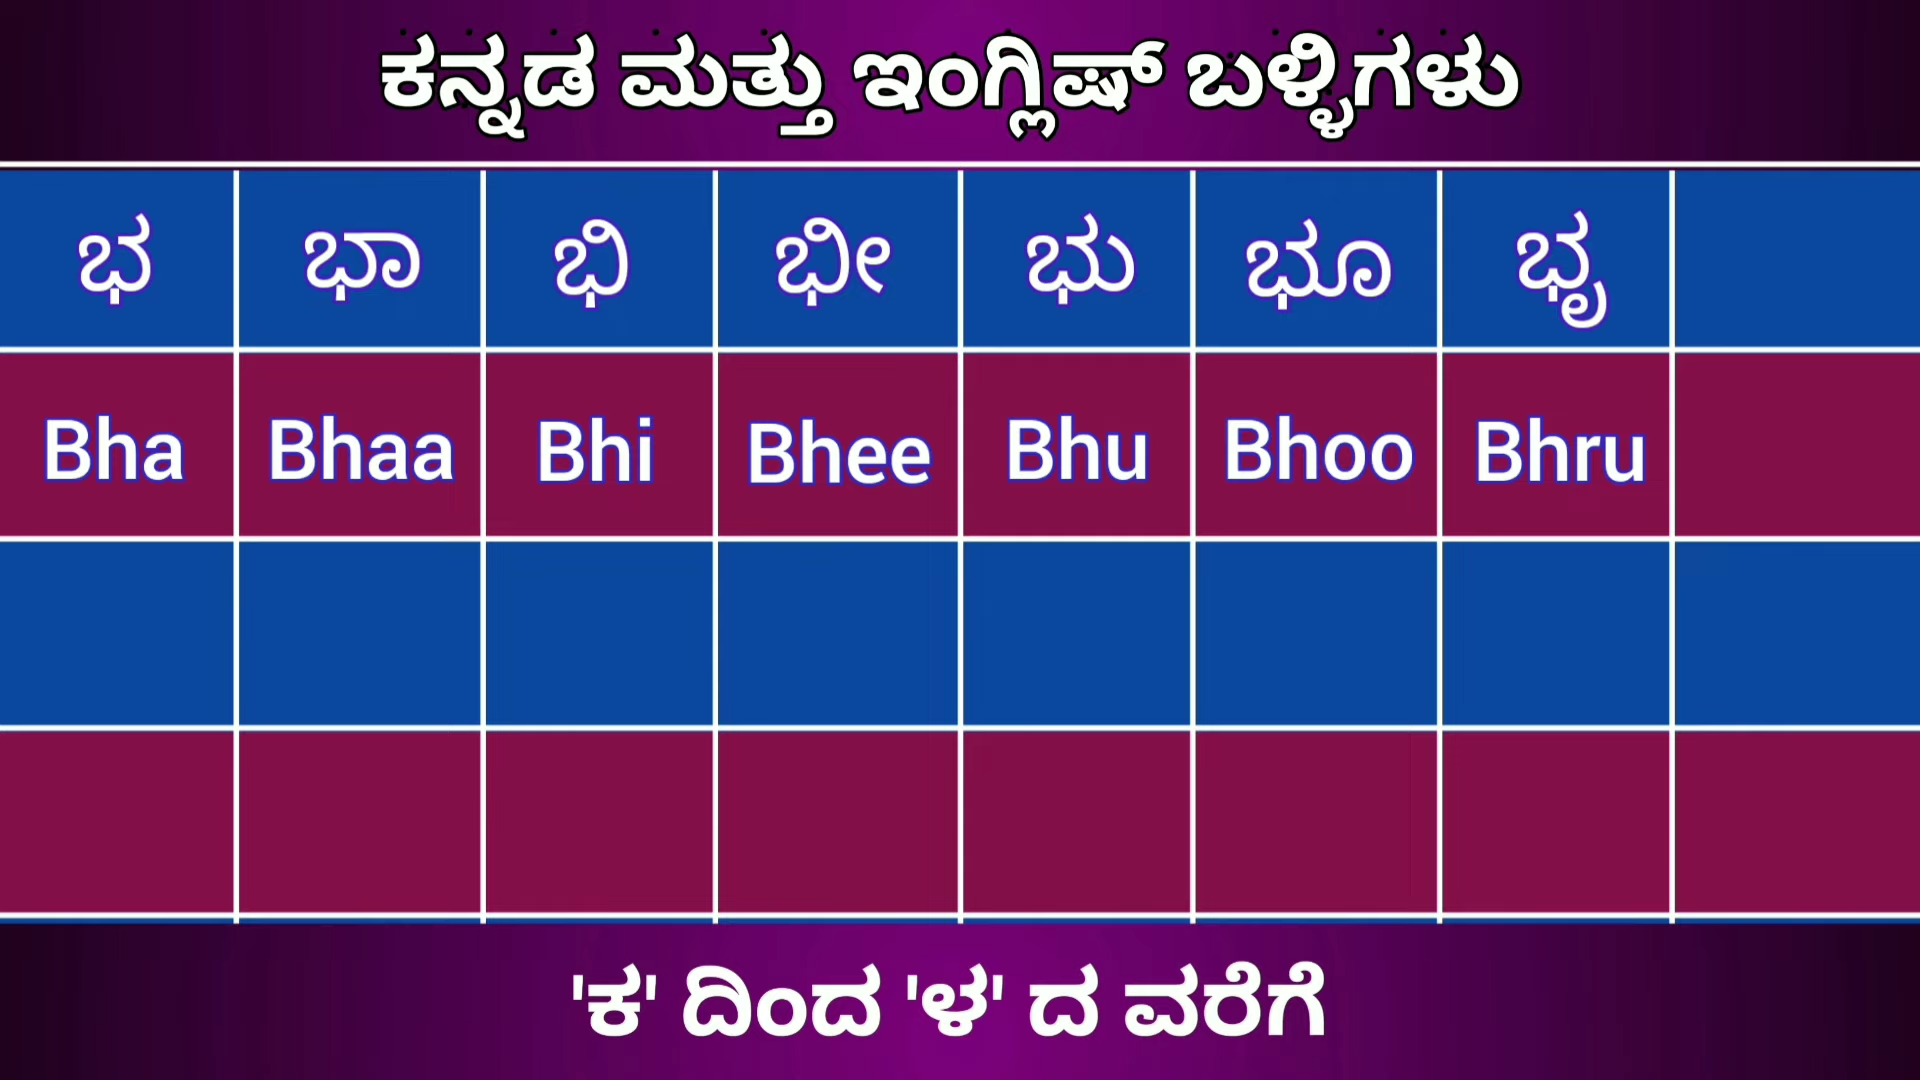 ಕನ್ನಡ ಮತ್ತು ಇಂಗ್ಲಿಷ್ ಬಳ್ಳಿಗಳು
ಭ ಭಾ ಭಿ ಭೀ ಭು ಭೂ ಭೃ
Bha Bhaa Bhi Bhee Bhu Bhoo Bhru
'ಕ' ದಿಂದ 'ಳ' ದ ವರೆಗೆ